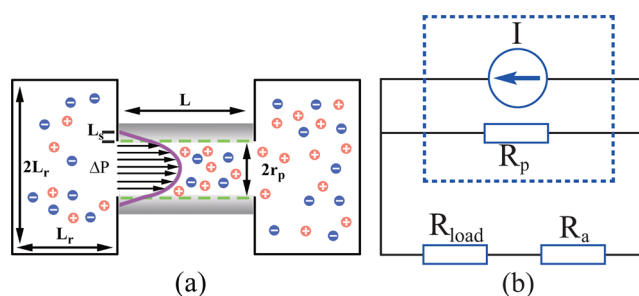 L
L_s
2L_r
ΔP
2r_p
L_r
(a)
I
R_p
R_load
R_a
(b)